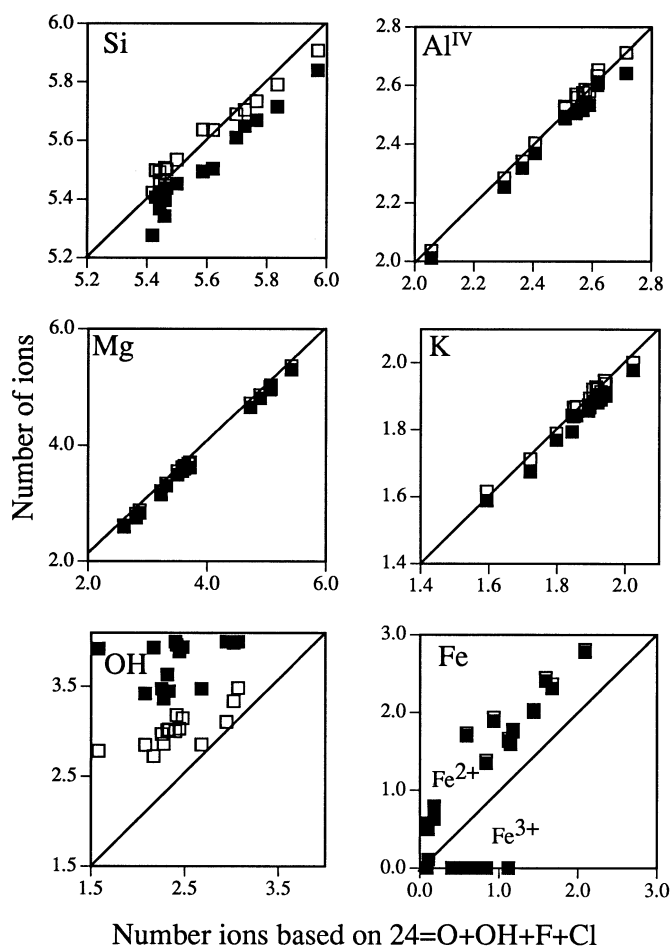 6.0
Si
5.8
5.6
5.4
5.2
5.2 5.4 5.6 5.8 6.0
2.8
Al^IV
2.6
2.4
2.2
2.0
2.0 2.2 2.4 2.6 2.8
Number of ions
6.0
Mg
4.0
2.0
2.0 4.0 6.0
K
2.0
1.8
1.6
1.4
1.4 1.6 1.8 2.0
OH
3.5
2.5
1.5
1.5 2.5 3.5
3.0
Fe
2.0
1.0
Fe2+
Fe3+
0.0
0.0 1.0 2.0 3.0
Number ions based on 24=O+OH+F+Cl